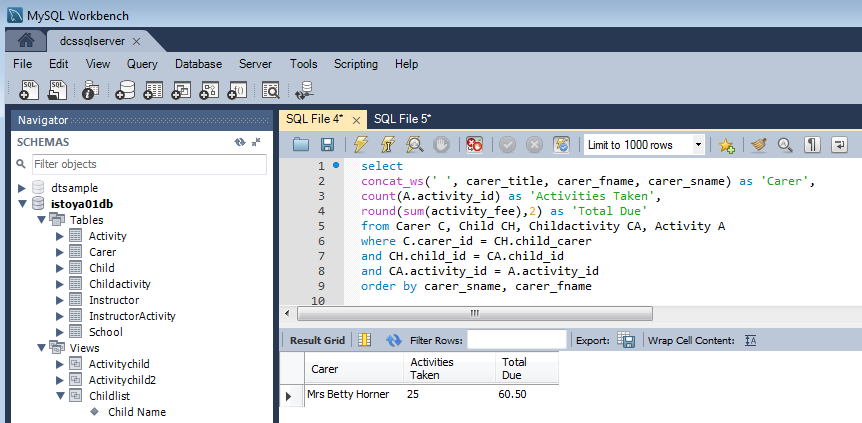 MySQL Workbench
dcssqlserver ×
File Edit View Query Database Server Tools Scripting Help
SQL SQL
Navigator
SCHEMAS
Filter objects
dtsample
istoya01db
Tables
Activity
Carer
Child
Childactivity
Instructor
InstructorActivity
School
Views
Activitychild
Activitychild2
Childlist
Child Name
SQL File 4* × SQL File 5*
Limit to 1000 rows
1 select
2 concat_ws(' ', carer_title, carer_fname, carer_sname) as 'Carer',
3 count(A.activity_id) as 'Activities Taken',
4 round(sum(activity_fee),2) as 'Total Due'
5 from Carer C, Child CH, Childactivity CA, Activity A
6 where C.carer_id = CH.child_carer
7 and CH.child_id = CA.child_id
8 and CA.activity_id = A.activity_id
9 order by carer_sname, carer_fname
10
Result Grid Filter Rows: Export: Wrap Cell Content: IA
Carer Activities Taken Total Due
Mrs Betty Horner 25 60.50